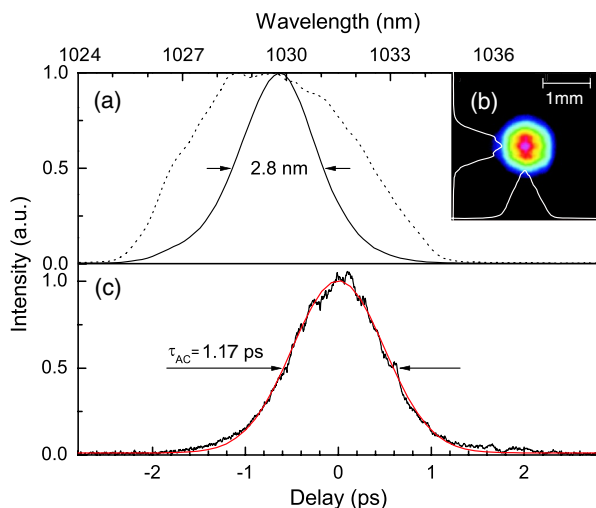 Wavelength (nm)
1024 1027 1030 1033 1036
1.0
(a)
(b)
1mm
0.5
2.8 nm
0.0
Intensity (a.u.)
1.0
(c)
τAC=1.17 ps
0.5
0.0
-2 -1 0 1 2
Delay (ps)